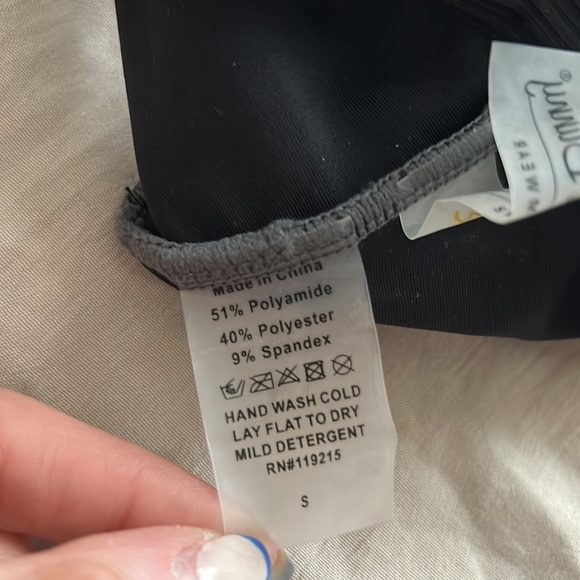 Made in China
51% Polyamide
40% Polyester
9% Spandex
HAND WASH COLD
LAY FLAT TO DRY
MILD DETERGENT
RN#119215
S